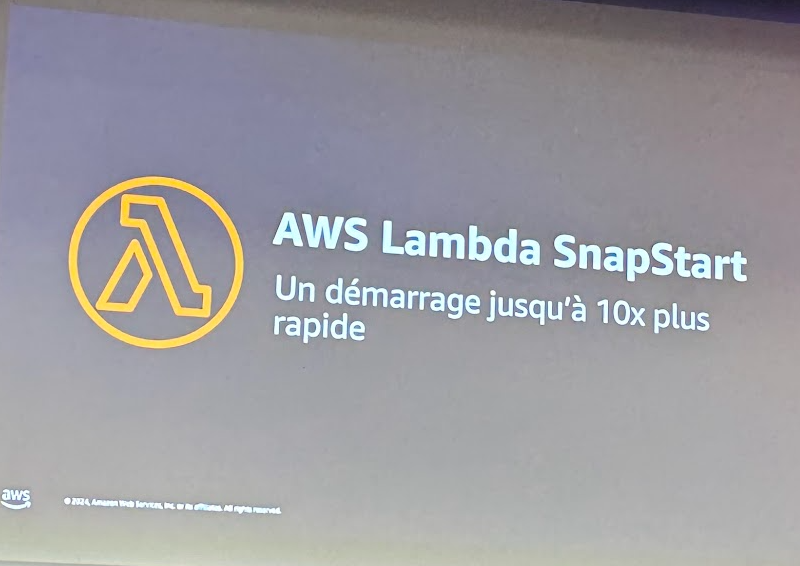 AWS Lambda SnapStart
Un démarrage jusqu'à 10x plus
rapide
aws
© 2024, Amazon Web Services, Inc. or its affiliates. All rights reserved.